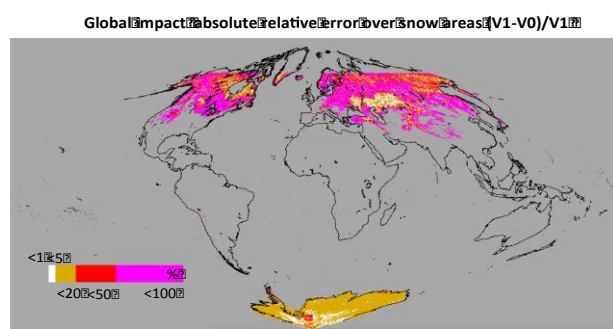 Global impact absolute relative error over snow areas (V1-V0)/V1
<1 <5
%
<20 <50 <100